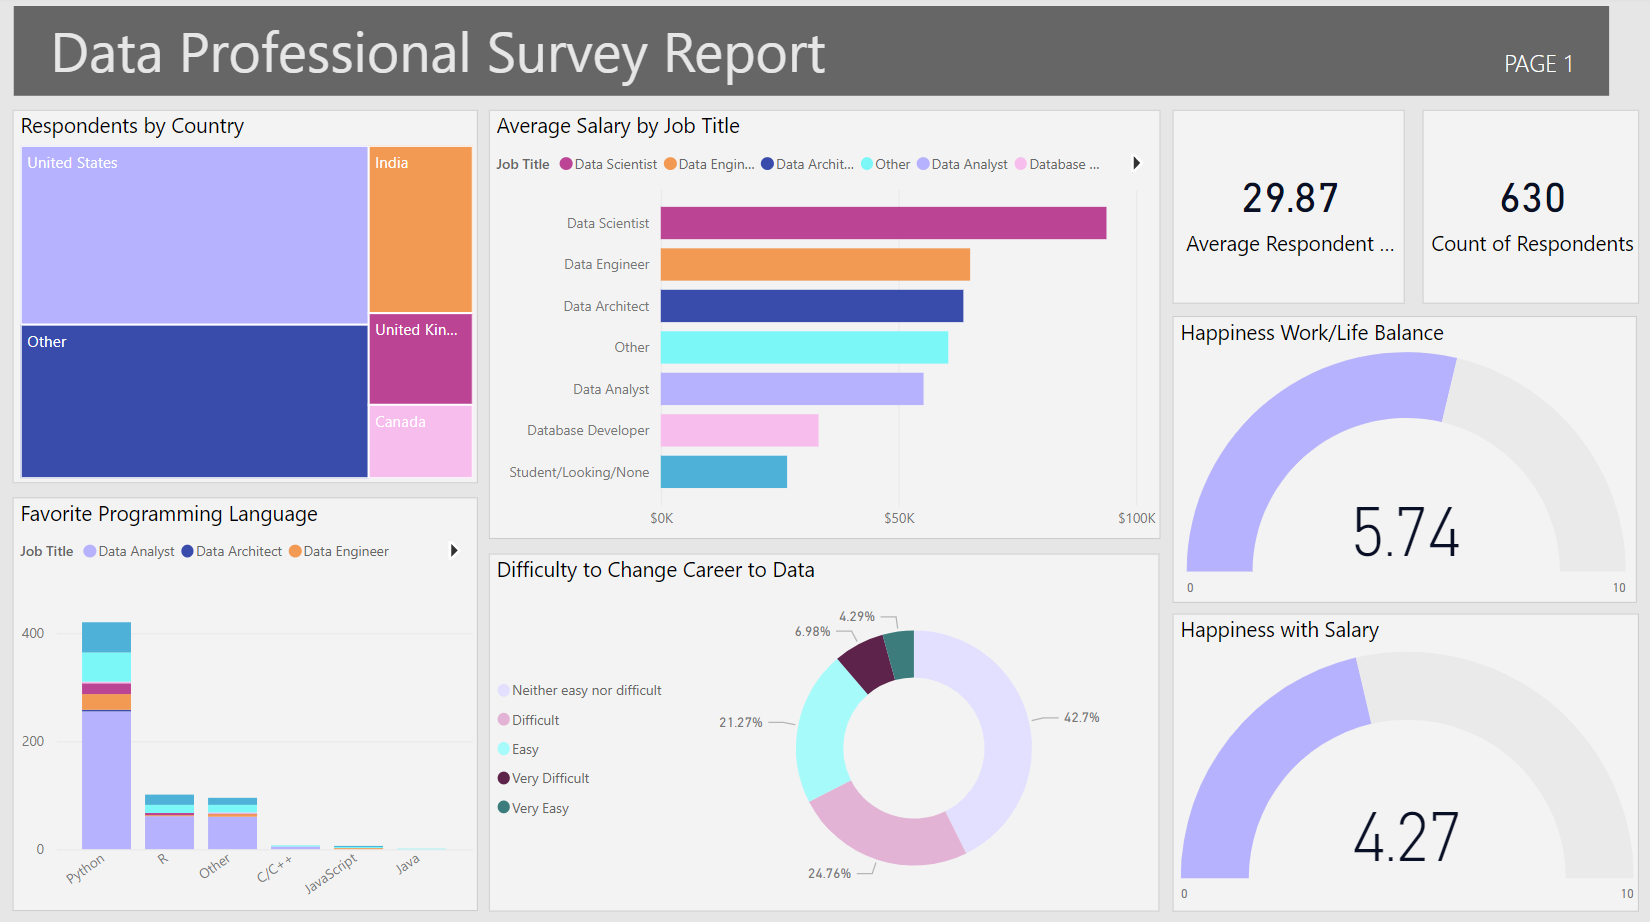 Data Professional Survey Report
PAGE 1
Respondents by Country
United States
India
Other
United Kin...
Canada
Average Salary by Job Title
Job Title Data Scientist Data Engin... Data Archit... Other Data Analyst Database ...
Data Scientist
Data Engineer
Data Architect
Other
Data Analyst
Database Developer
Student/Looking/None
$0K $50K $100K
29.87
Average Respondent ...
630
Count of Respondents
Happiness Work/Life Balance
5.74
0 10
Favorite Programming Language
Job Title Data Analyst Data Architect Data Engineer
400
200
0
Python R Other C/C++ JavaScript Java
Difficulty to Change Career to Data
4.29%
6.98%
Neither easy nor difficult
Difficult
Easy
Very Difficult
Very Easy
42.7%
21.27%
24.76%
Happiness with Salary
4.27
0 10